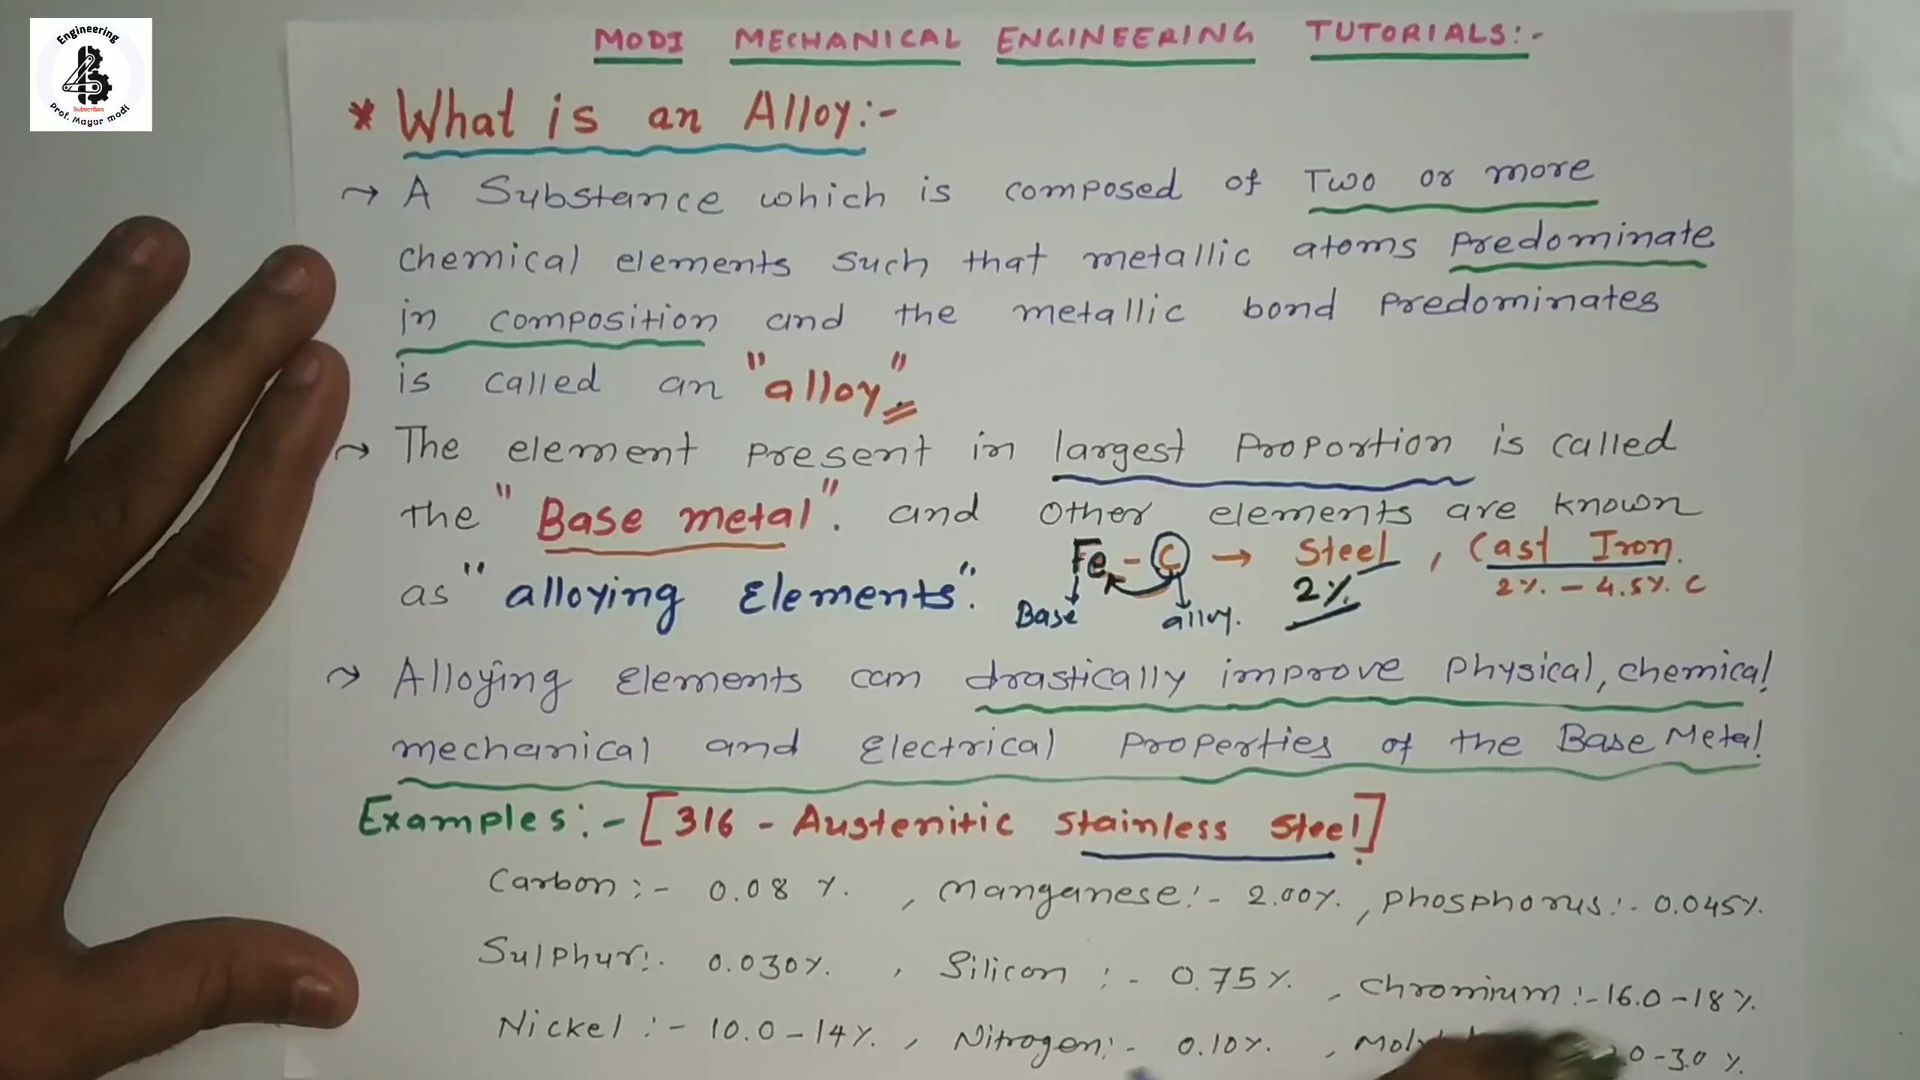 Engineering
Subscribes
Prof. Mayur modi
MODI MECHANICAL ENGINEERING TUTORIALS:-
* What is an Alloy:-
→ A Substance which is composed of Two or more
chemical elements such that metallic atoms Predominate
in composition and the metallic bond Predominates
is called an "alloy"
→ The element present in largest Proportion is called
the "Base metal". and other elements are known
as "alloying Elements".
Fe - C → Steel, Cast Iron.
Base alloy. 2% 2% - 4.5% C
→ Alloying Elements can drastically improve Physical, chemical
mechanical and Electrical Properties of the Base Metal
Examples:- [316 - Austenitic Stainless Steel]
Carbon:- 0.08 %. , Manganese:- 2.00%. , Phosphorus:- 0.045%.
Sulphur:- 0.030%. , Silicon :- 0.75%. , Chromium:- 16.0-18%.
Nickel :- 10.0-14%. , Nitrogen:- 0.10%. , .0-3.0 %.